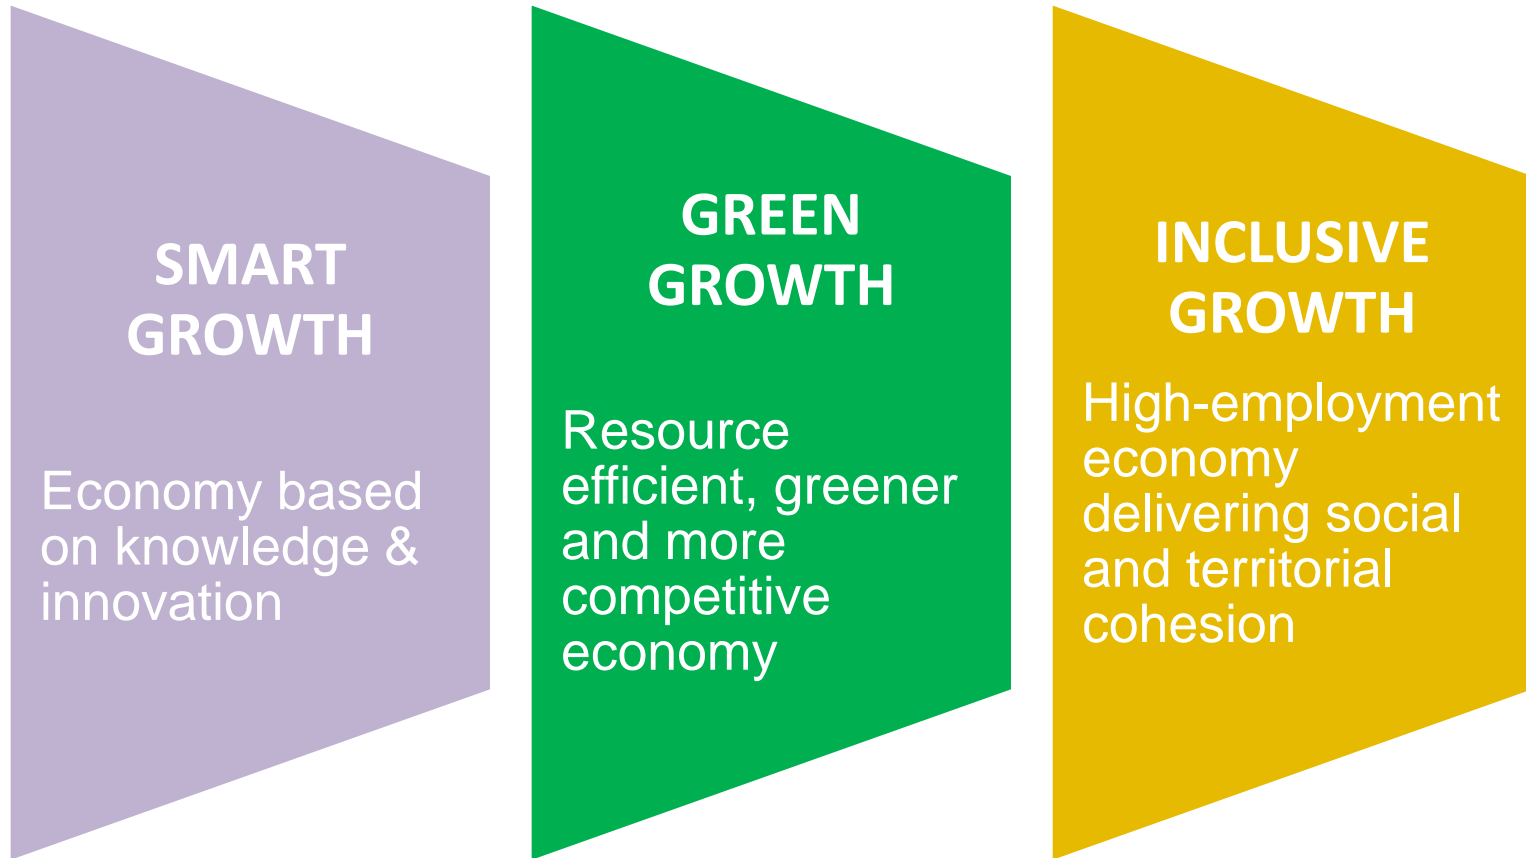 SMART
GROWTH
Economy based
on knowledge &
innovation
GREEN
GROWTH
Resource
efficient, greener
and more
competitive
economy
INCLUSIVE
GROWTH
High-employment
economy
delivering social
and territorial
cohesion